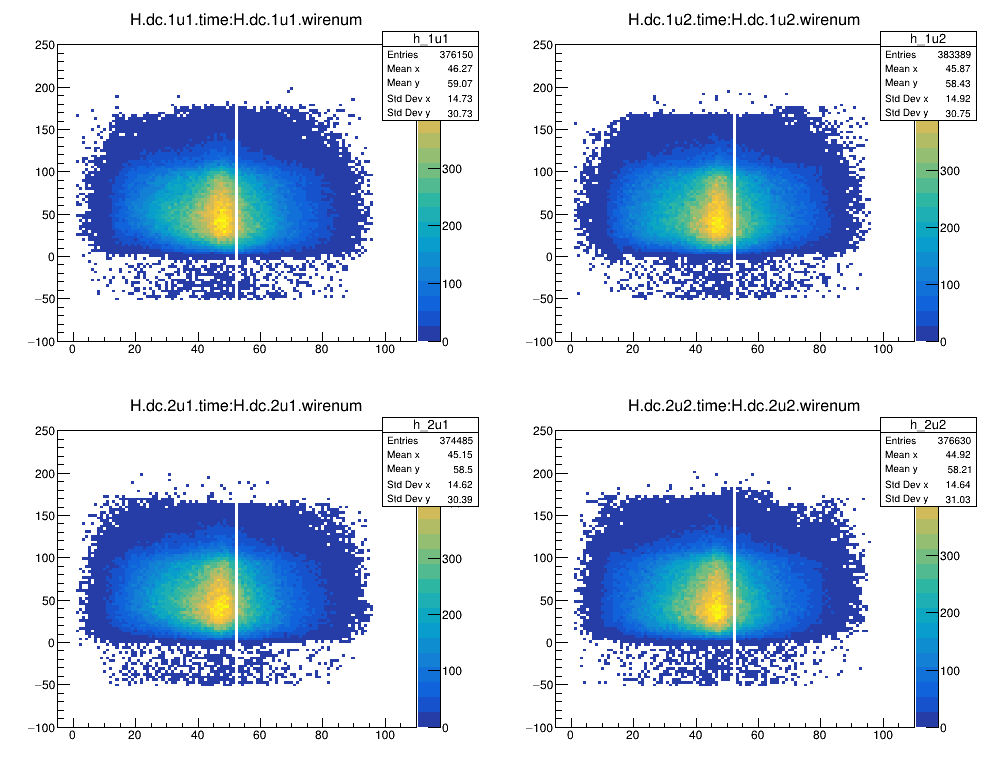 H.dc.1u1.time:H.dc.1u1.wirenum
h_1u1
Entries 376150
Mean x 46.27
Mean y 59.07
Std Dev x 14.73
Std Dev y 30.73
250
200
150
100
50
0
−50
−100
0 20 40 60 80 100
300
200
100
0
H.dc.1u2.time:H.dc.1u2.wirenum
h_1u2
Entries 383389
Mean x 45.87
Mean y 58.43
Std Dev x 14.92
Std Dev y 30.75
250
200
150
100
50
0
−50
−100
0 20 40 60 80 100
300
200
100
0
H.dc.2u1.time:H.dc.2u1.wirenum
h_2u1
Entries 374485
Mean x 45.15
Mean y 58.5
Std Dev x 14.62
Std Dev y 30.39
250
200
150
100
50
0
−50
−100
0 20 40 60 80 100
300
200
100
0
H.dc.2u2.time:H.dc.2u2.wirenum
h_2u2
Entries 376630
Mean x 44.92
Mean y 58.21
Std Dev x 14.64
Std Dev y 31.03
250
200
150
100
50
0
−50
−100
0 20 40 60 80 100
300
200
100
0